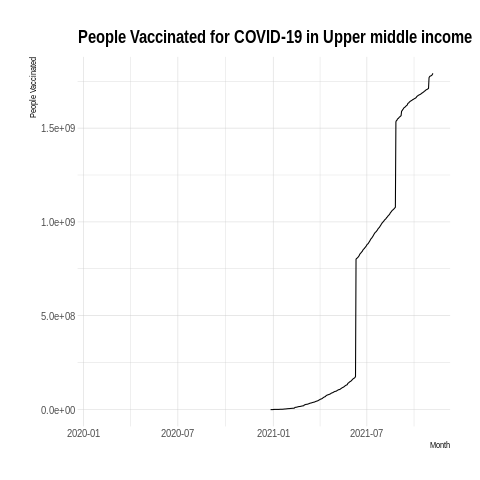 People Vaccinated for COVID-19 in Upper middle income
People Vaccinated
1.5e+09
1.0e+09
5.0e+08
0.0e+00
2020-01
2020-07
2021-01
2021-07
Month